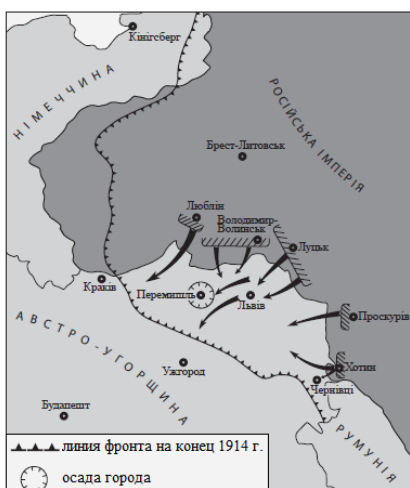 Кінігсберг
НІМЕЧЧИНА
РОСІЙСЬКА ІМПЕРІЯ
Брест-Литовськ
Люблін
Володимир-
Волинськ
Луцьк
Краків
Перемишль
Львів
Проскурів
АВСТРО-УГОРЩИНА
Ужгород
Хотин
Чернівці
Будапешт
РУМУНІЯ
линия фронта на конец 1914 г.
осада города